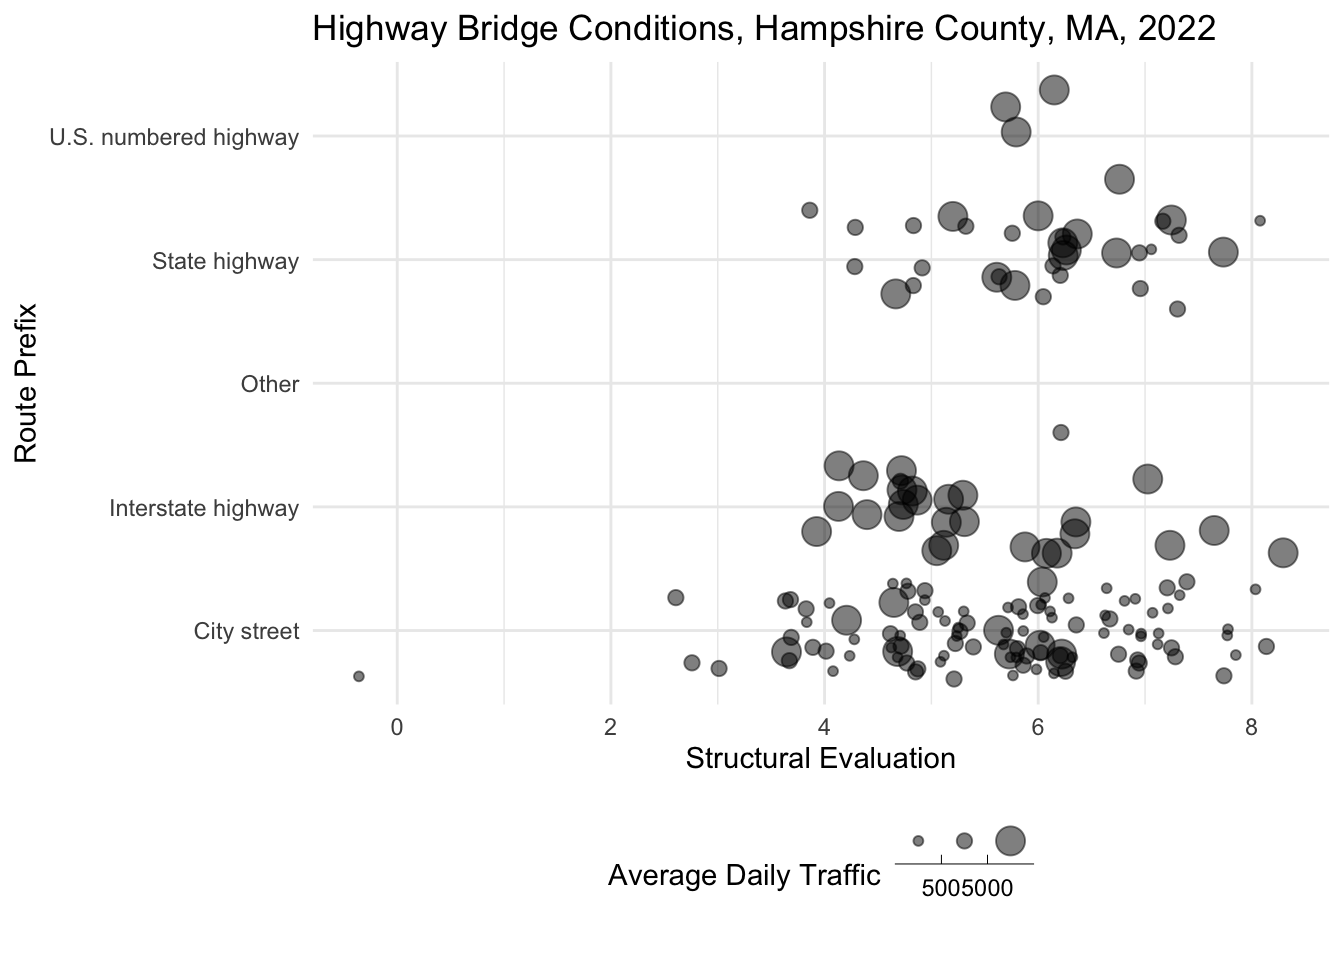 Highway Bridge Conditions, Hampshire County, MA, 2022
U.S. numbered highway
State highway
Other
Interstate highway
City street
Route Prefix
0 2 4 6 8
Structural Evaluation
Average Daily Traffic
5005000